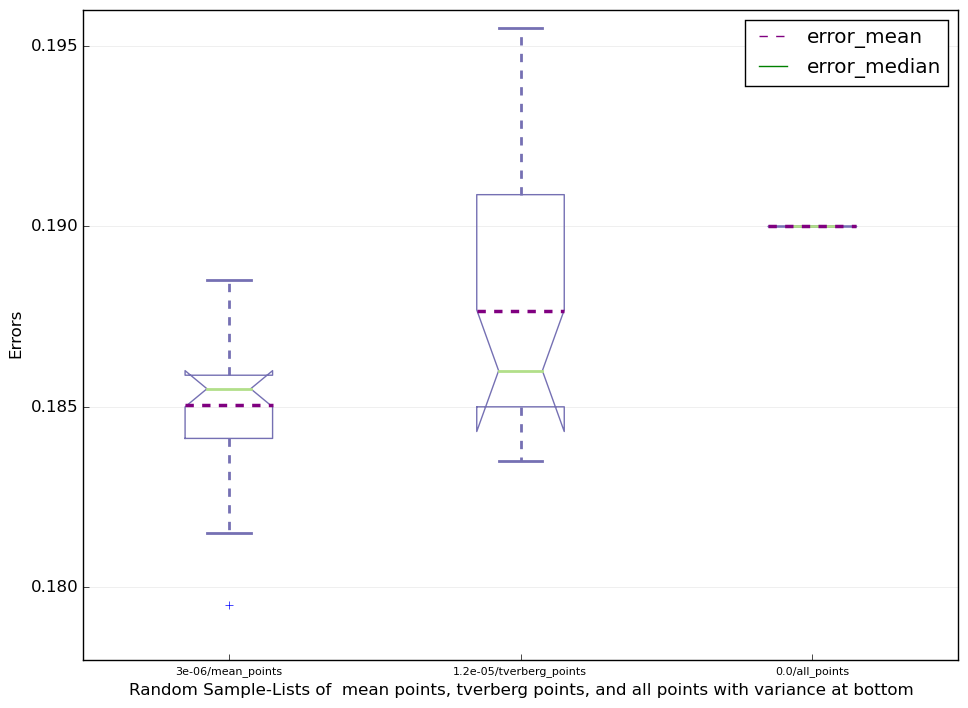 error_mean
error_median
0.195
0.190
0.185
0.180
Errors
3e-06/mean_points
1.2e-05/tverberg_points
0.0/all_points
Random Sample-Lists of  mean points, tverberg points, and all points with variance at bottom